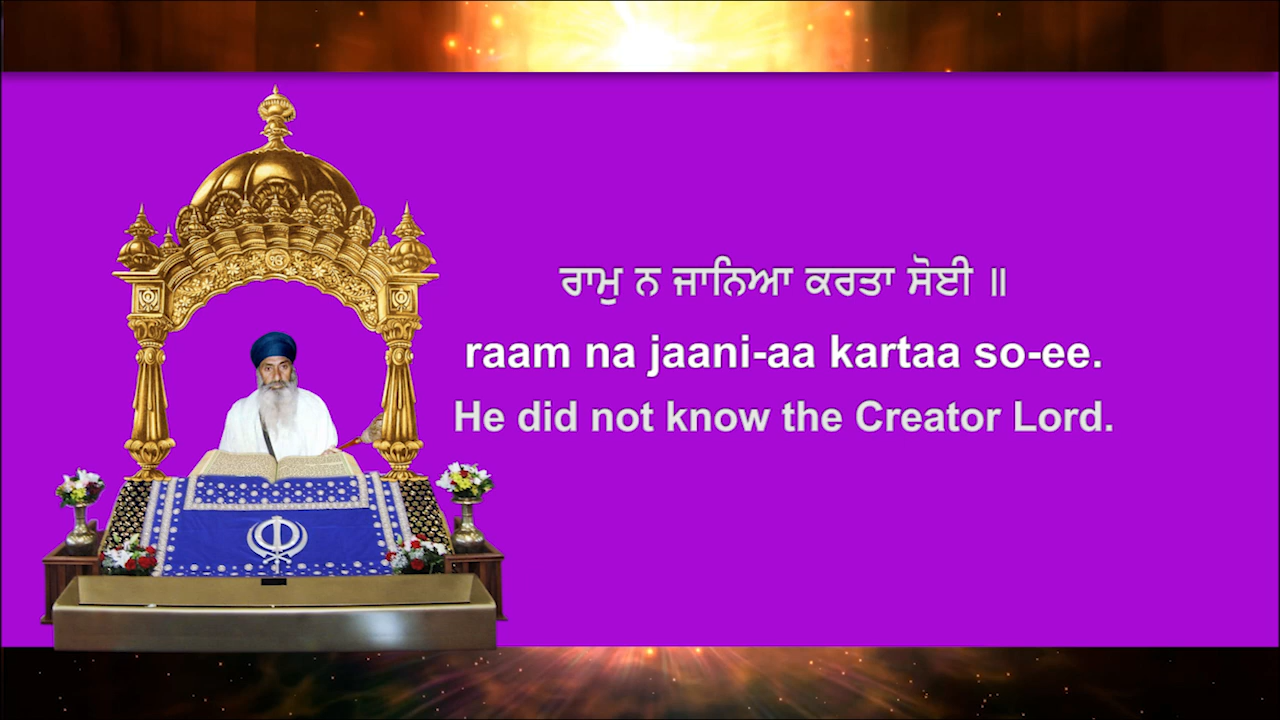 ਰਾਮੁ ਨ ਜਾਨਿਆ ਕਰਤਾ ਸੋਈ ॥
raam na jaani-aa kartaa so-ee.
He did not know the Creator Lord.